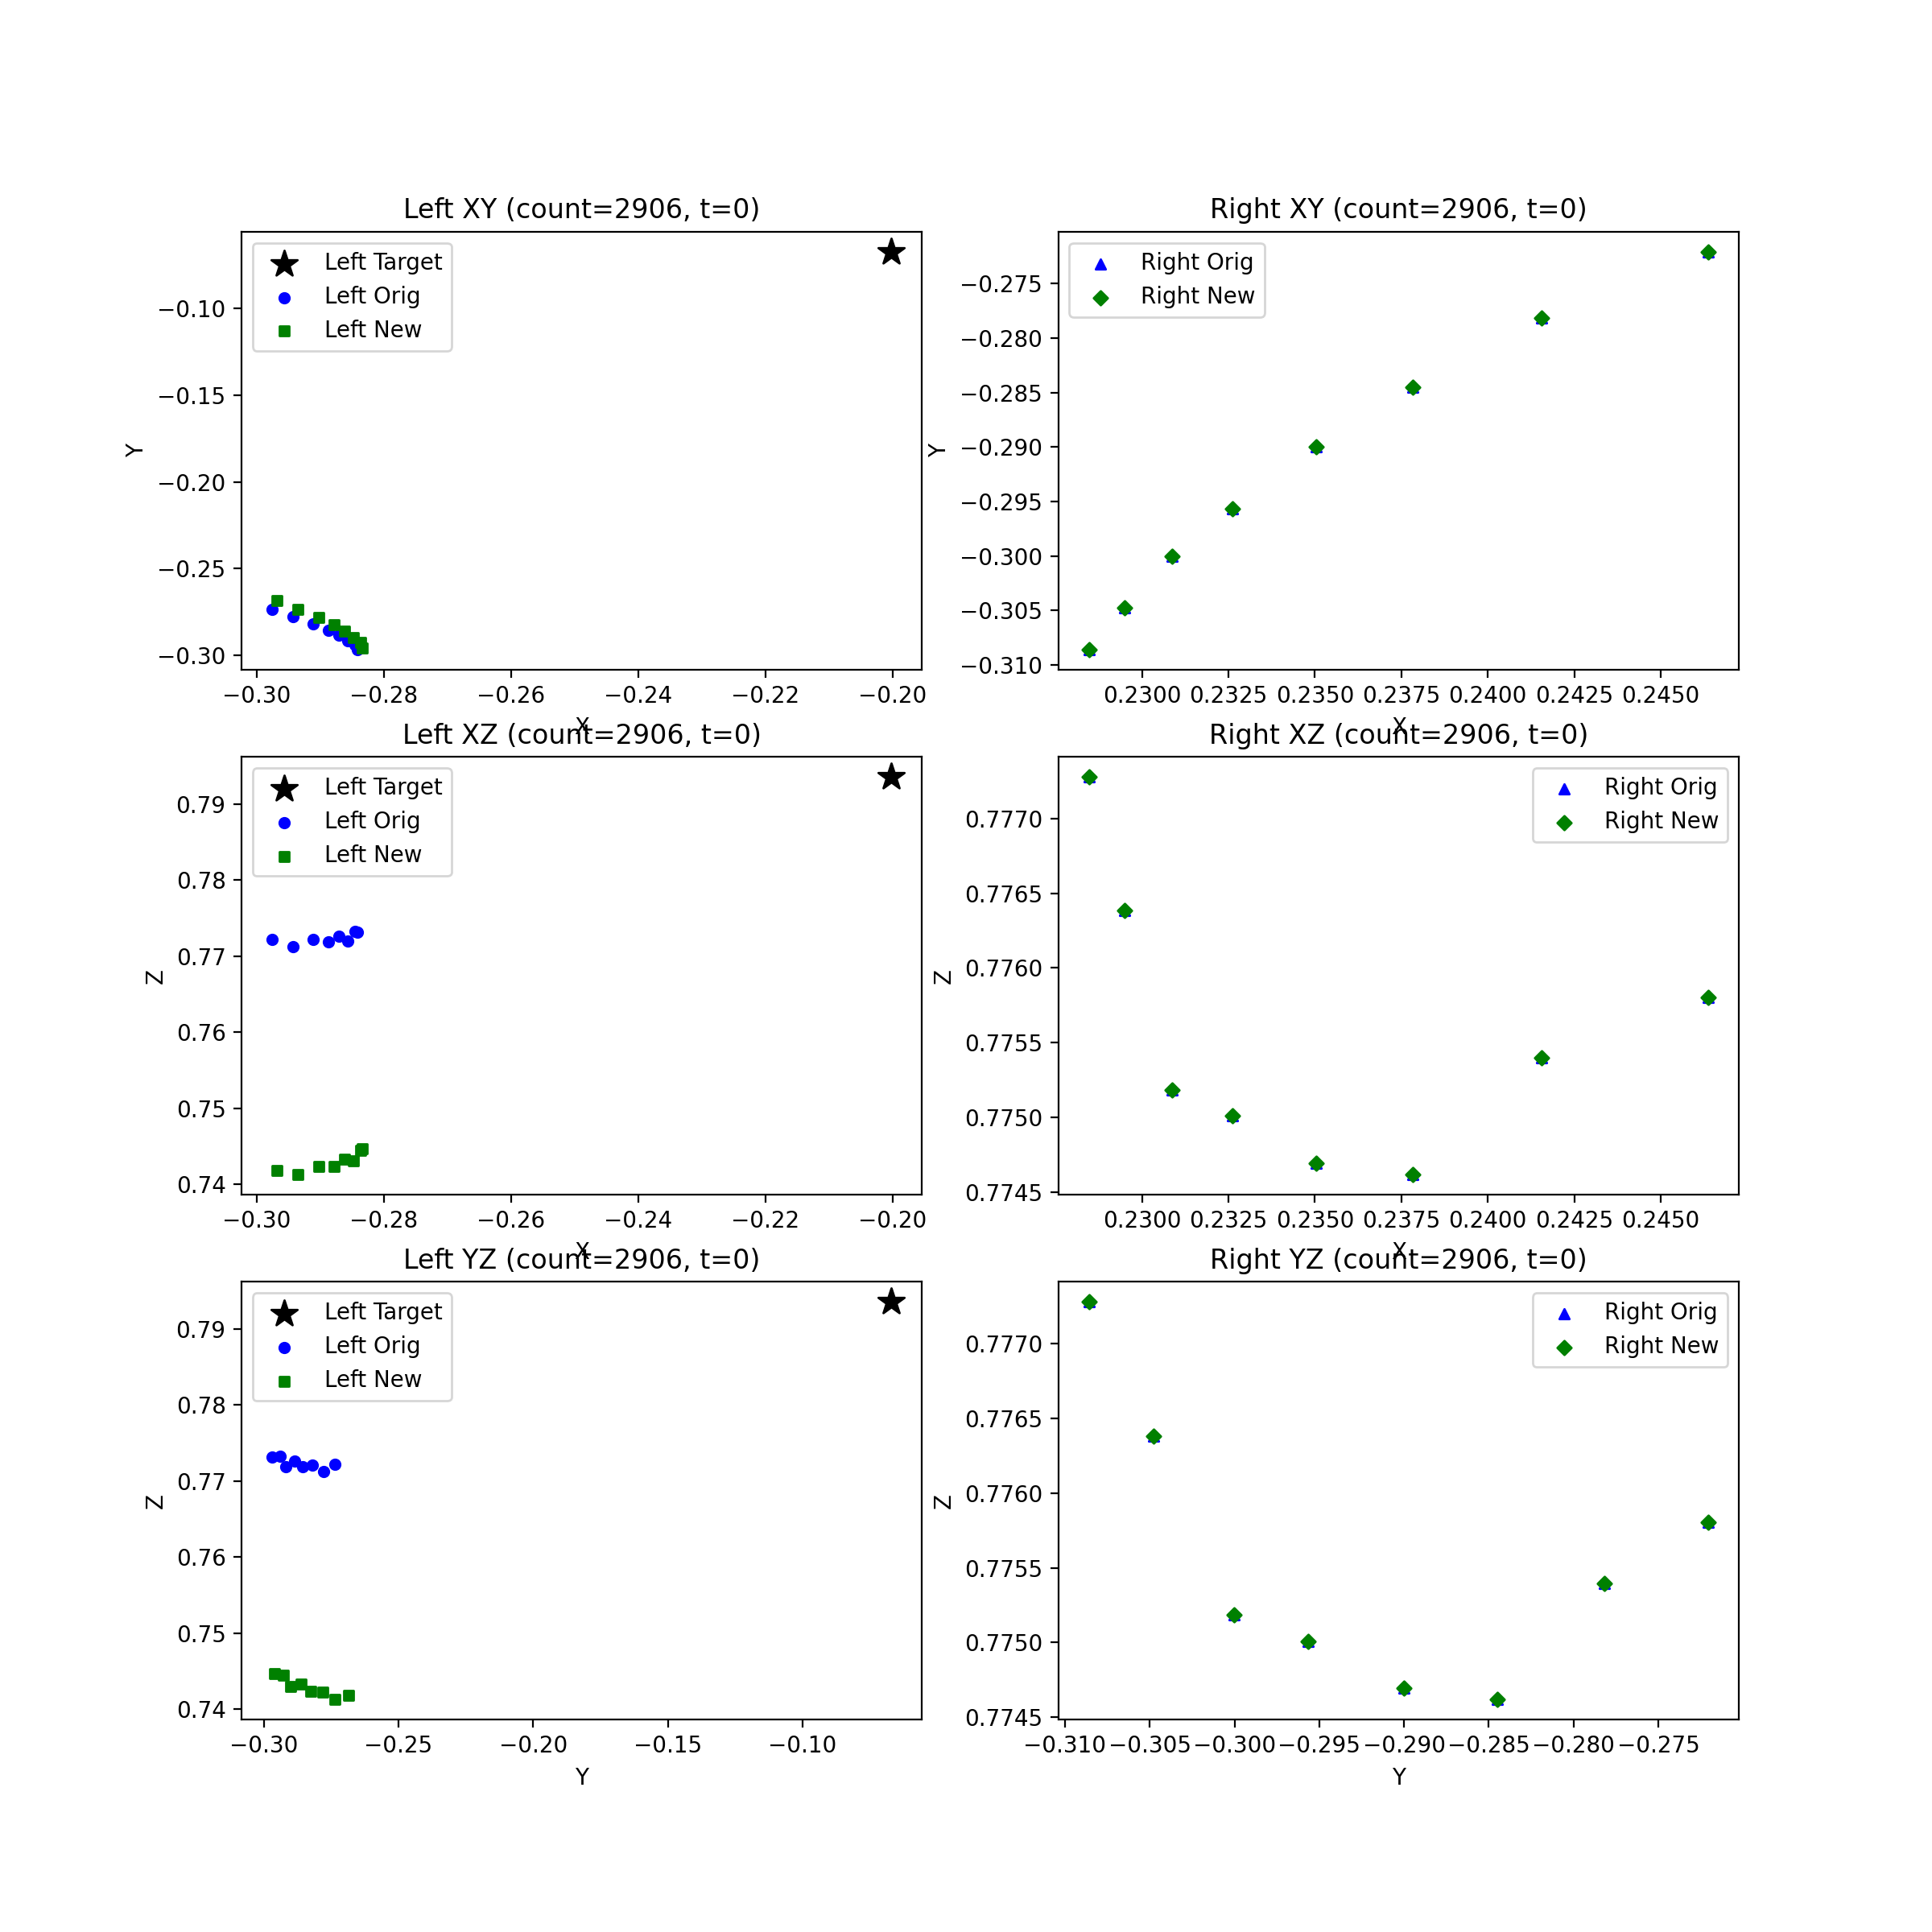 Left XY (count=2906, t=0)
Left Target
Left Orig
Left New
Y
−0.10
−0.15
−0.20
−0.25
−0.30
−0.30 −0.28 −0.26 −0.24 −0.22 −0.20
X
Right XY (count=2906, t=0)
Right Orig
Right New
Y
−0.275
−0.280
−0.285
−0.290
−0.295
−0.300
−0.305
−0.310
0.2300 0.2325 0.2350 0.2375 0.2400 0.2425 0.2450
X
Left XZ (count=2906, t=0)
Left Target
Left Orig
Left New
Z
0.79
0.78
0.77
0.76
0.75
0.74
−0.30 −0.28 −0.26 −0.24 −0.22 −0.20
X
Right XZ (count=2906, t=0)
Right Orig
Right New
Z
0.7770
0.7765
0.7760
0.7755
0.7750
0.7745
0.2300 0.2325 0.2350 0.2375 0.2400 0.2425 0.2450
X
Left YZ (count=2906, t=0)
Left Target
Left Orig
Left New
Z
0.79
0.78
0.77
0.76
0.75
0.74
−0.30 −0.25 −0.20 −0.15 −0.10
Y
Right YZ (count=2906, t=0)
Right Orig
Right New
Z
0.7770
0.7765
0.7760
0.7755
0.7750
0.7745
−0.310 −0.305 −0.300 −0.295 −0.290 −0.285 −0.280 −0.275
Y